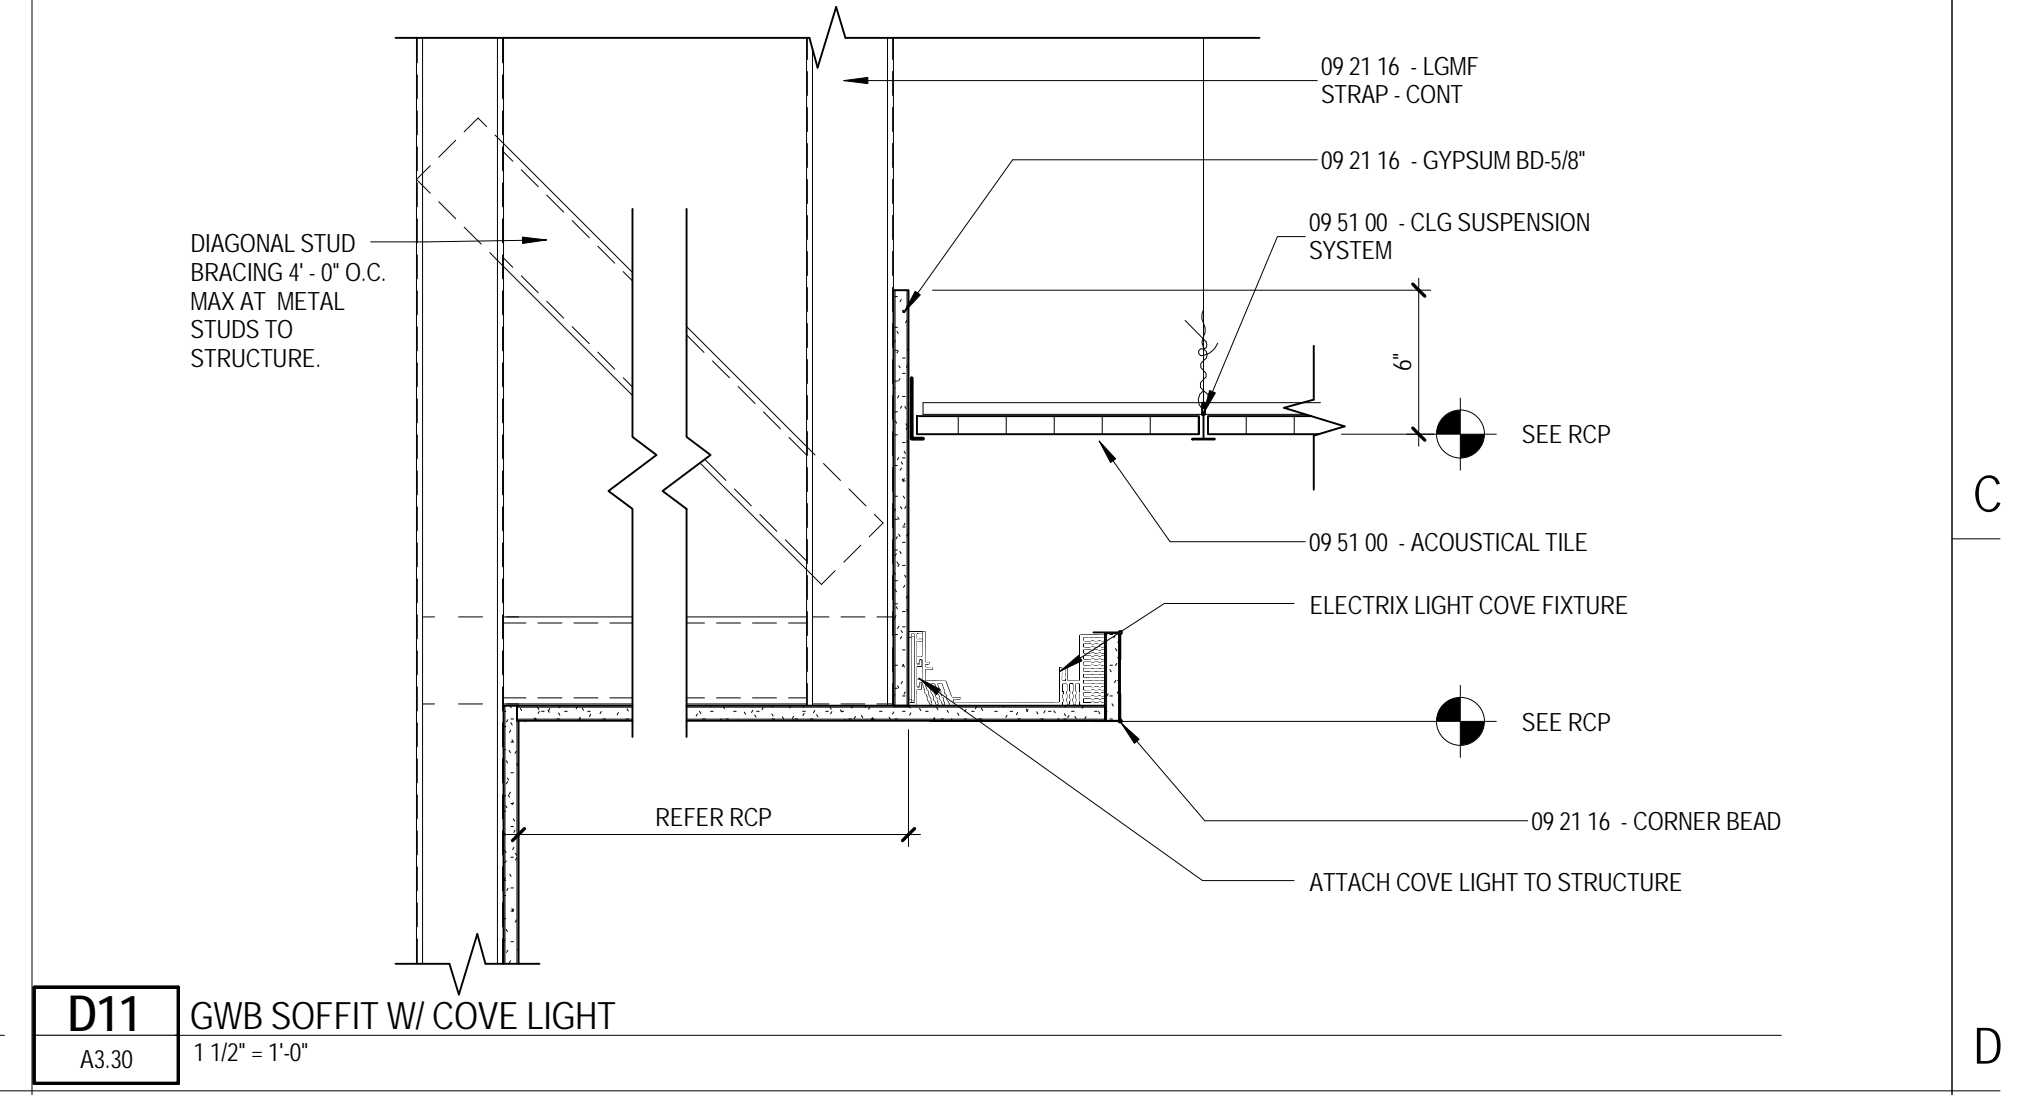 09 21 16 - LGMF
STRAP - CONT
09 21 16 - GYPSUM BD-5/8"
09 51 00 - CLG SUSPENSION
SYSTEM
DIAGONAL STUD
BRACING 4' - 0" O.C.
MAX AT METAL
STUDS TO
STRUCTURE.
6"
SEE RCP
C
09 51 00 - ACOUSTICAL TILE
ELECTRIX LIGHT COVE FIXTURE
SEE RCP
REFER RCP
09 21 16 - CORNER BEAD
ATTACH COVE LIGHT TO STRUCTURE
D11
GWB SOFFIT W/ COVE LIGHT
A3.30
1 1/2" = 1'-0"
D